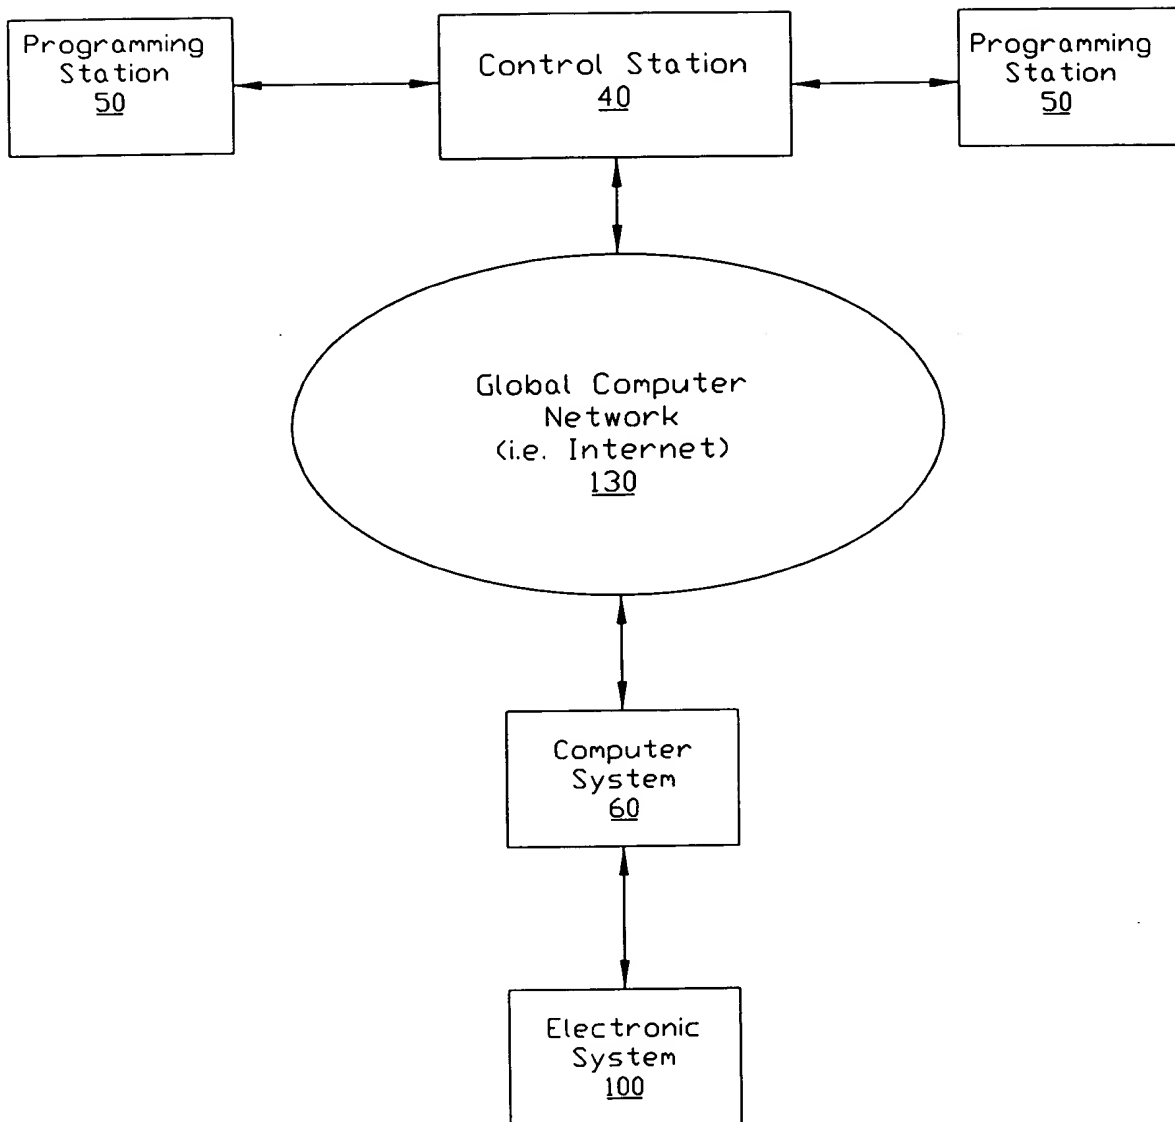 Programming
Station
50
Control Station
40
Programming
Station
50
Global Computer
Network
(i.e. Internet)
130
Computer
System
60
Electronic
System
100